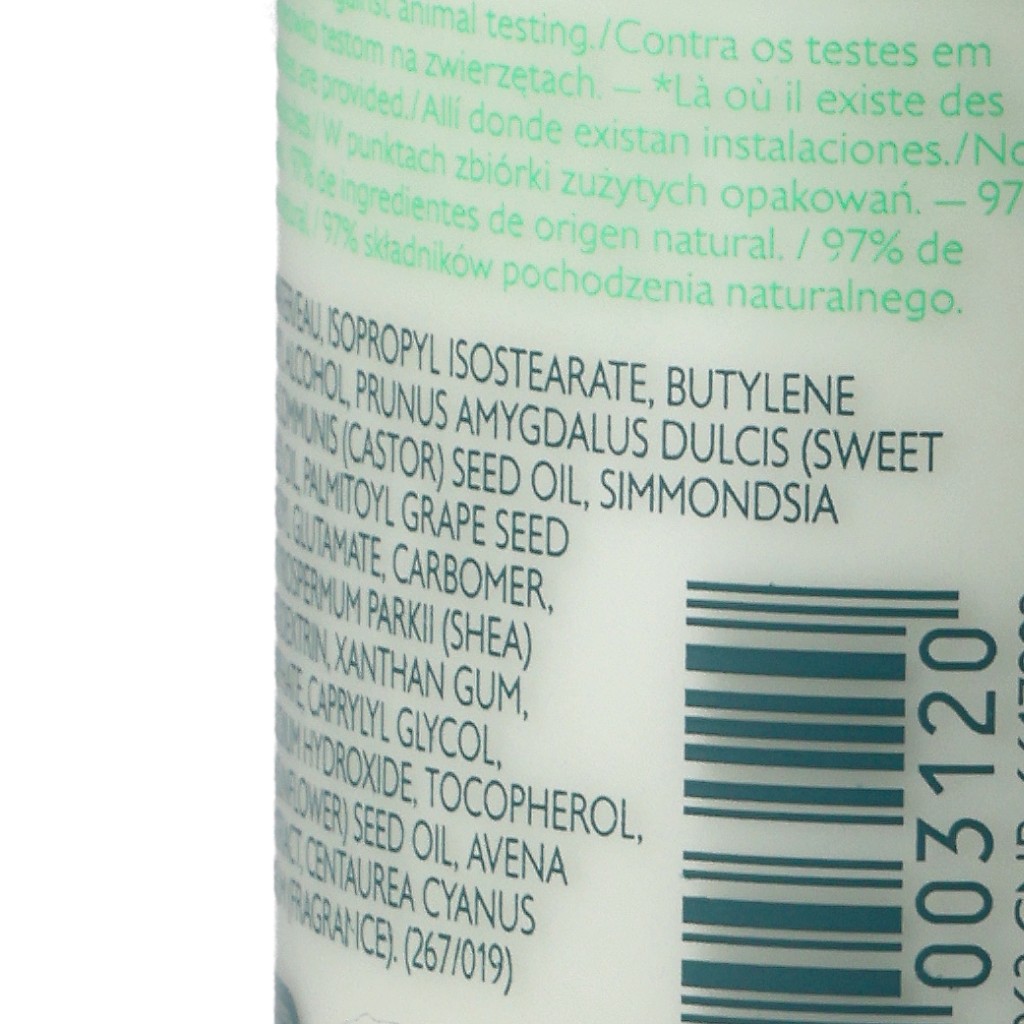 animal testing./Contra os testes em
testom na zwierzętach. — *Là où il existe des
are provided./Allí donde existan instalaciones./No
W punktach zbiórki zużytych opakowań. — 97
97% de ingredientes de origen natural. / 97% de
/ 97% składników pochodzenia naturalnego.
EAU, ISOPROPYL ISOSTEARATE, BUTYLENE
ALCOHOL, PRUNUS AMYGDALUS DULCIS (SWEET
COMMUNIS (CASTOR) SEED OIL, SIMMONDSIA
OIL, PALMITOYL GRAPE SEED
GLUTAMATE, CARBOMER,
PARKII (SHEA)
XANTHAN GUM,
CAPRYLYL GLYCOL,
HYDROXIDE, TOCOPHEROL,
SEED OIL, AVENA
CENTAUREA CYANUS
(FRAGRANCE). (267/019)
003120